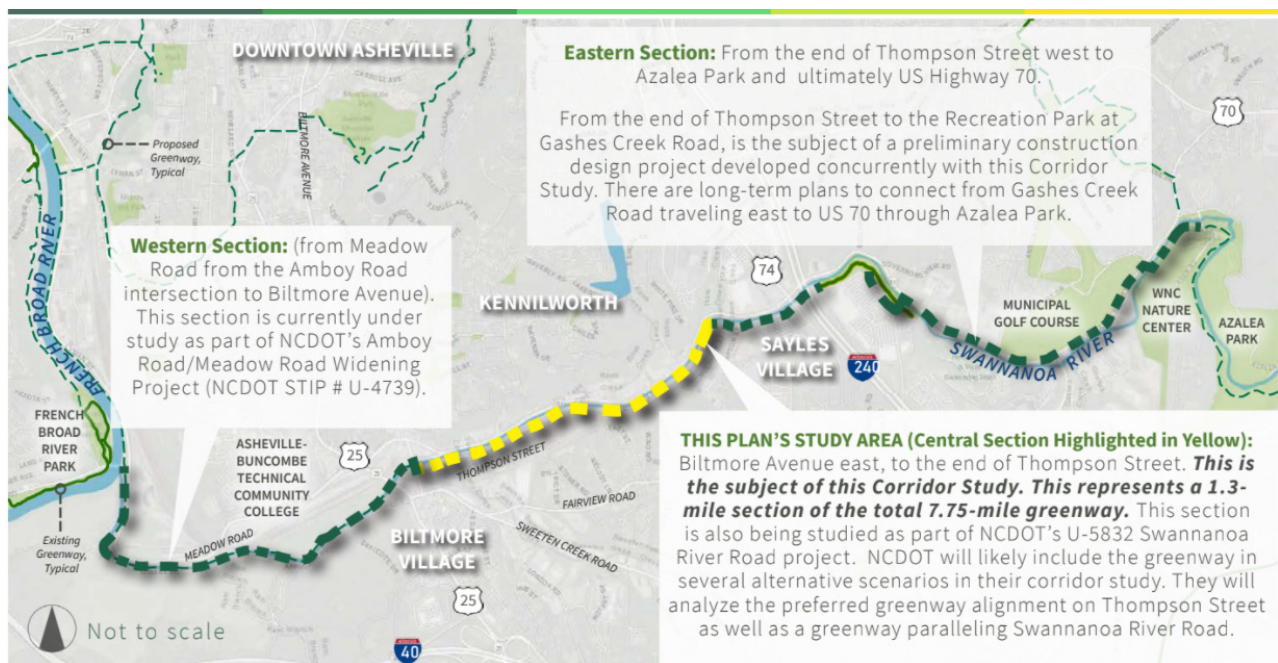 DOWNTOWN ASHEVILLE
BILTMORE AVENUE
Proposed
Greenway,
Typical
Eastern Section: From the end of Thompson Street west to
Azalea Park and ultimately US Highway 70.
From the end of Thompson Street to the Recreation Park at
Gashes Creek Road, is the subject of a preliminary construction
design project developed concurrently with this Corridor
Study. There are long-term plans to connect from Gashes Creek
Road traveling east to US 70 through Azalea Park.
70
Western Section: (from Meadow
Road from the Amboy Road
intersection to Biltmore Avenue).
This section is currently under
study as part of NCDOT's Amboy
Road/Meadow Road Widening
Project (NCDOT STIP # U-4739).
FRENCH BROAD RIVER
KENNILWORTH
74
SAYLES
VILLAGE
240
MUNICIPAL
GOLF COURSE
WNC
NATURE
CENTER
AZALEA
PARK
SWANNANOA RIVER
FRENCH
BROAD
RIVER
PARK
Existing
Greenway,
Typical
ASHEVILLE-
BUNCOMBE
TECHNICAL
COMMUNITY
COLLEGE
25
THOMPSON STREET
FAIRVIEW ROAD
SWEETEN CREEK ROAD
MEADOW ROAD
BILTMORE
VILLAGE
25
40
THIS PLAN'S STUDY AREA (Central Section Highlighted in Yellow):
Biltmore Avenue east, to the end of Thompson Street. This is
the subject of this Corridor Study. This represents a 1.3-
mile section of the total 7.75-mile greenway. This section
is also being studied as part of NCDOT's U-5832 Swannanoa
River Road project. NCDOT will likely include the greenway in
several alternative scenarios in their corridor study. They will
analyze the preferred greenway alignment on Thompson Street
as well as a greenway paralleling Swannanoa River Road.
Not to scale